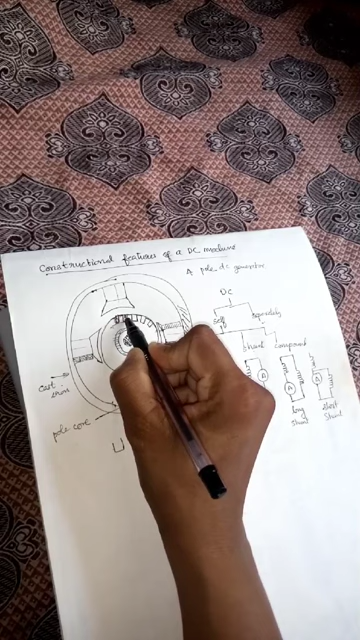 Constructional features of a DC machine
4 pole dc generator
DC
self
separately
shunt
compound
A
A
A
long
shunt
short
shunt
cast
pole core